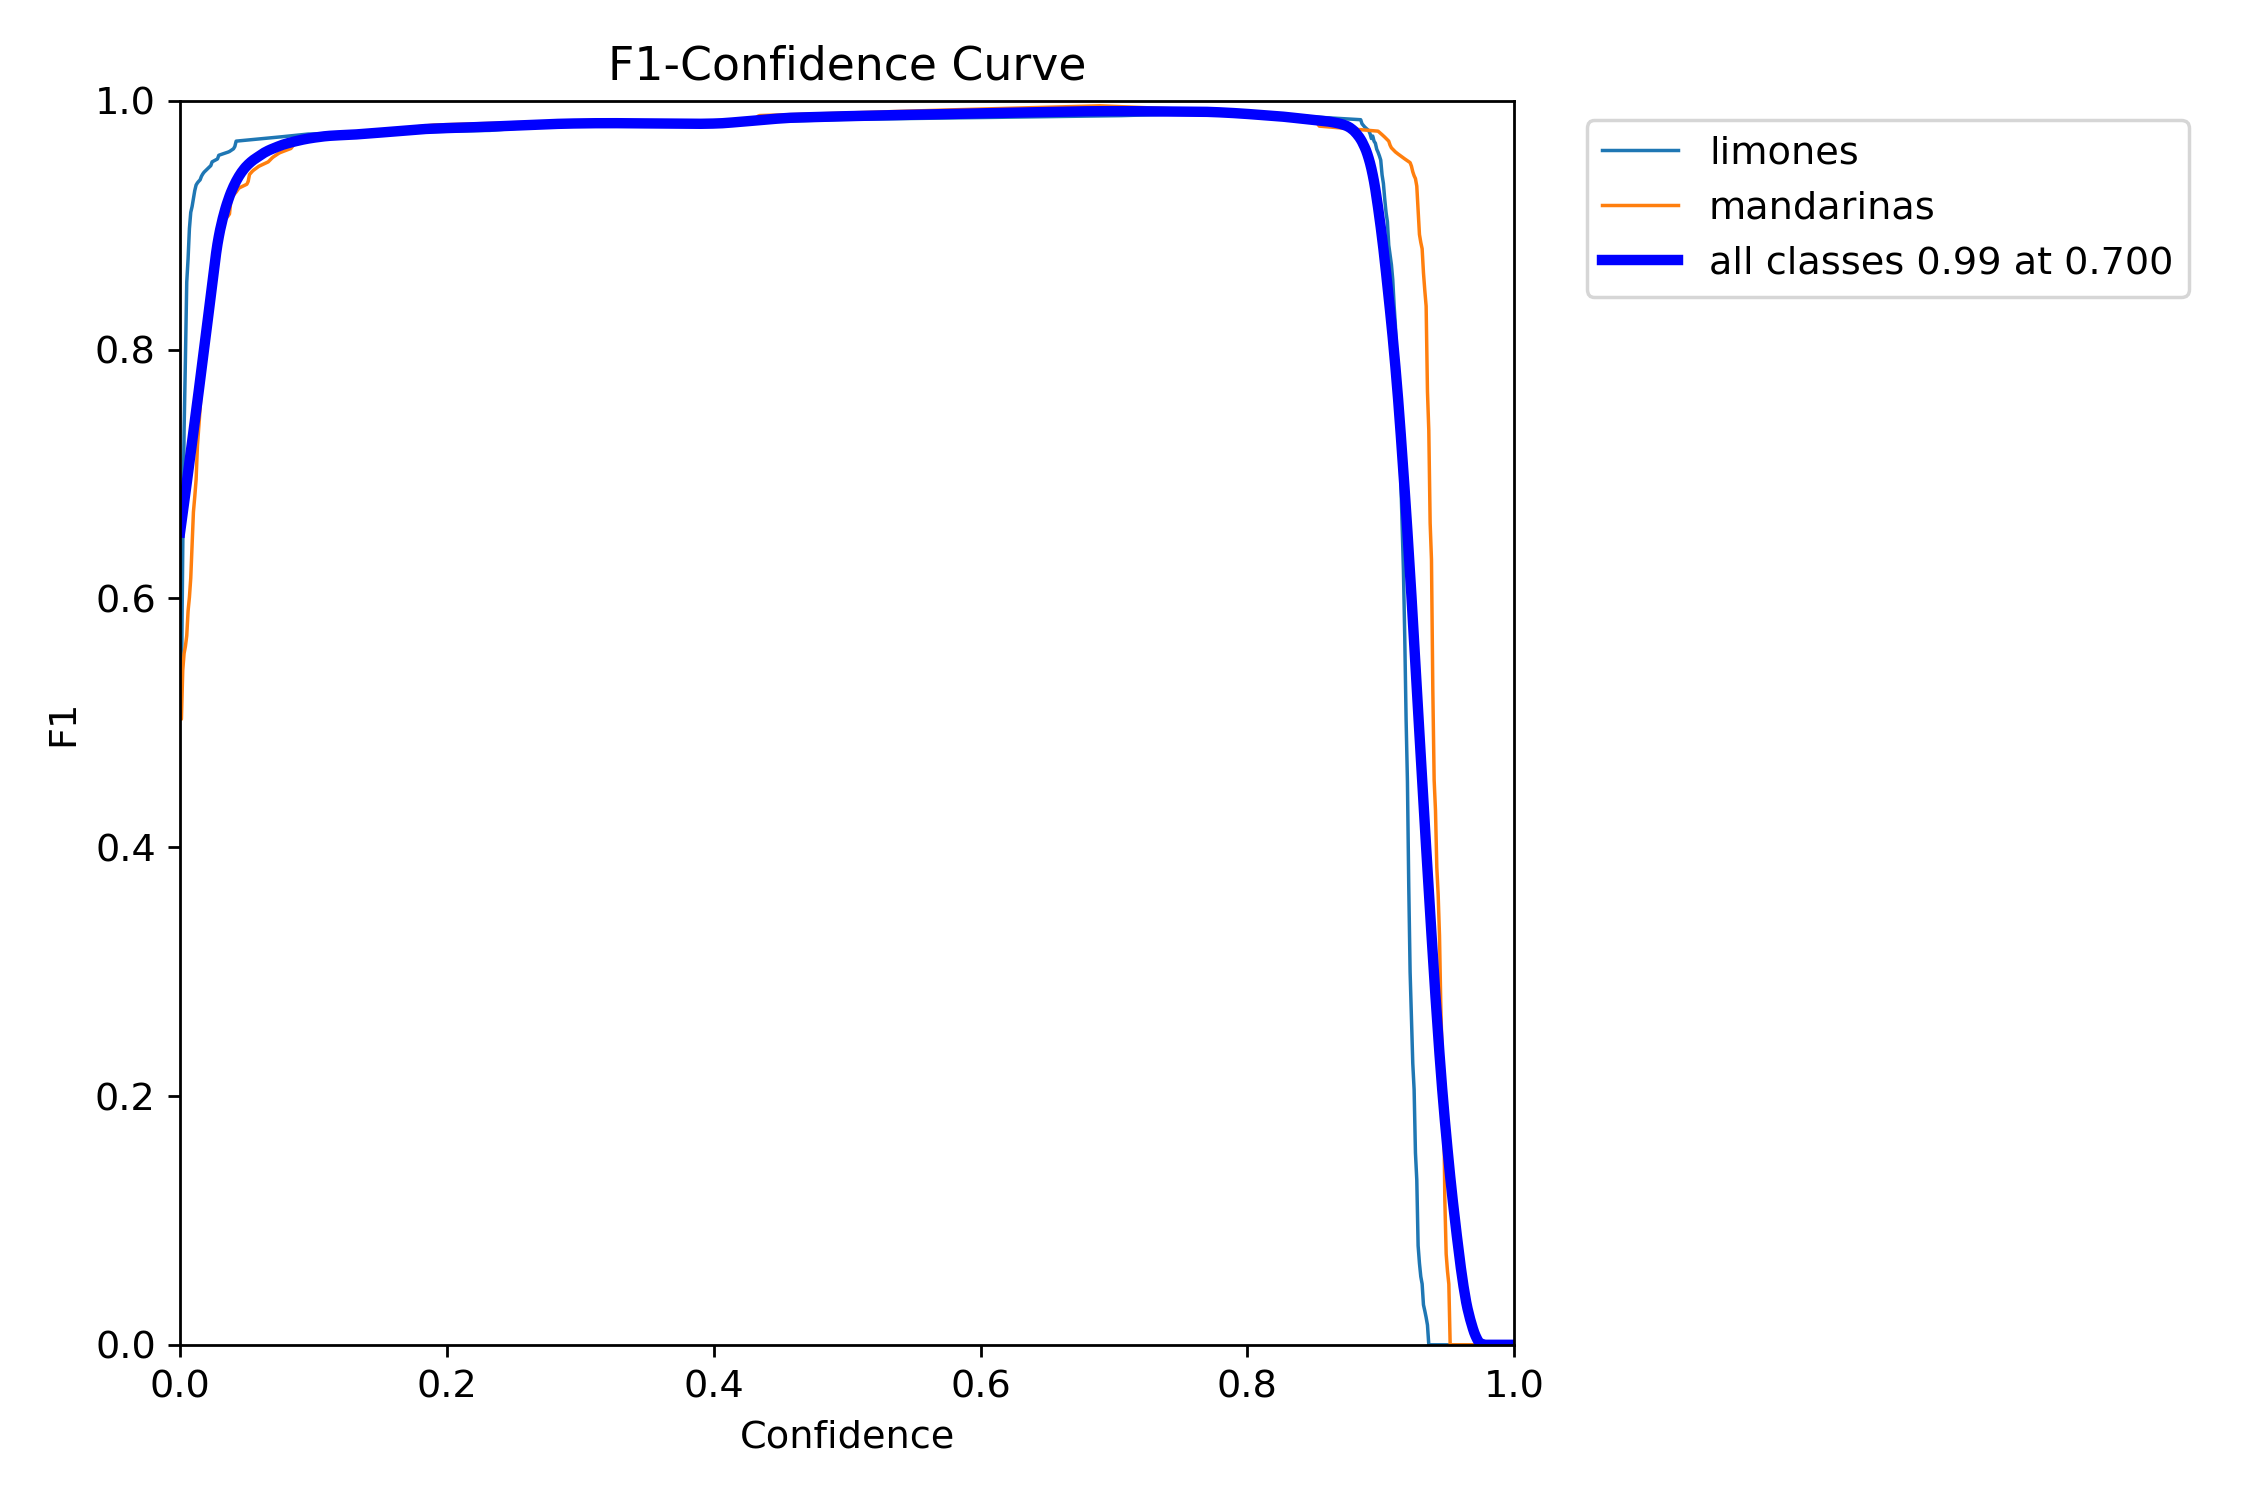 F1-Confidence Curve
1.0
0.8
0.6
0.4
0.2
0.0
F1
0.0 0.2 0.4 0.6 0.8 1.0
Confidence
limones
mandarinas
all classes 0.99 at 0.700